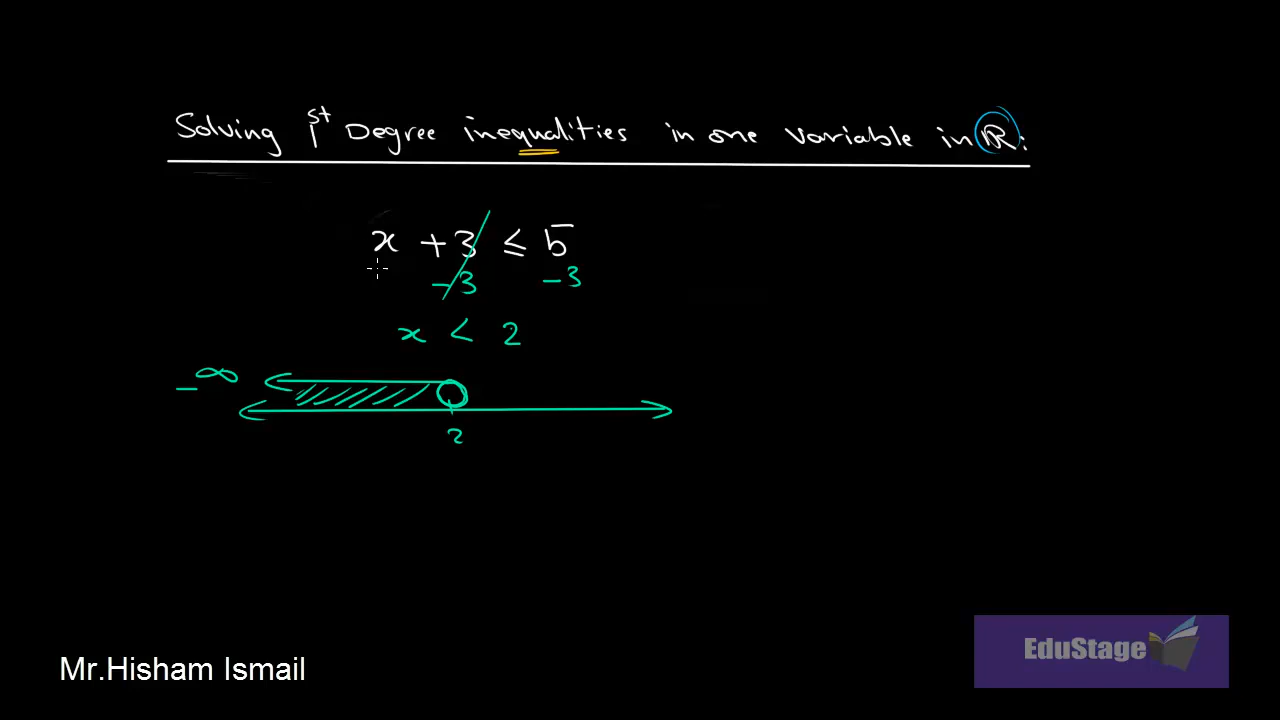 Solving 1st Degree inequalities in one variable in ℝ:
x + 3 ≤ 5
-3 -3
x < 2
-∞
2
Mr.Hisham Ismail
EduStage